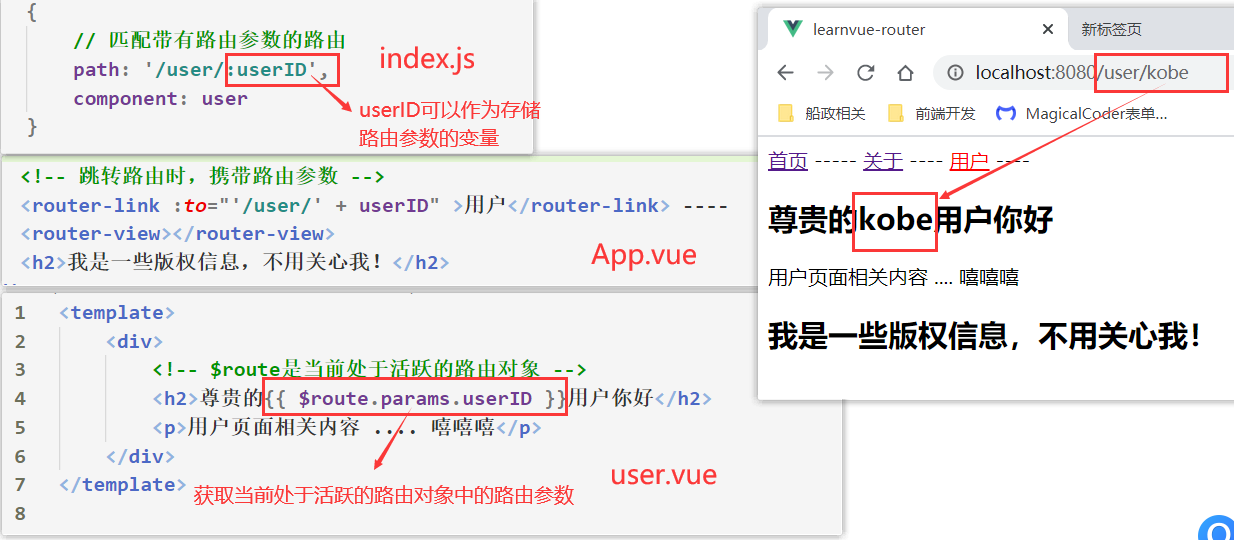 {
// 匹配带有路由参数的路由
path: '/user/:userID',
component: user
}
index.js
userID可以作为存储
路由参数的变量
<!-- 跳转路由时，携带路由参数 -->
<router-link :to="'/user/' + userID" >用户</router-link> ----
<router-view></router-view>
<h2>我是一些版权信息，不用关心我！</h2>
App.vue
1 <template>
2 <div>
3 <!-- $route是当前处于活跃的路由对象 -->
4 <h2>尊贵的{{ $route.params.userID }}用户你好</h2>
5 <p>用户页面相关内容 .... 嘻嘻嘻</p>
6 </div>
7 </template>
8
获取当前处于活跃的路由对象中的路由参数
user.vue
learnvue-router
新标签页
localhost:8080/user/kobe
船政相关 前端开发 MagicalCoder表单...
首页 ----- 关于 ---- 用户 ----
尊贵的kobe用户你好
用户页面相关内容 .... 嘻嘻嘻
我是一些版权信息，不用关心我！